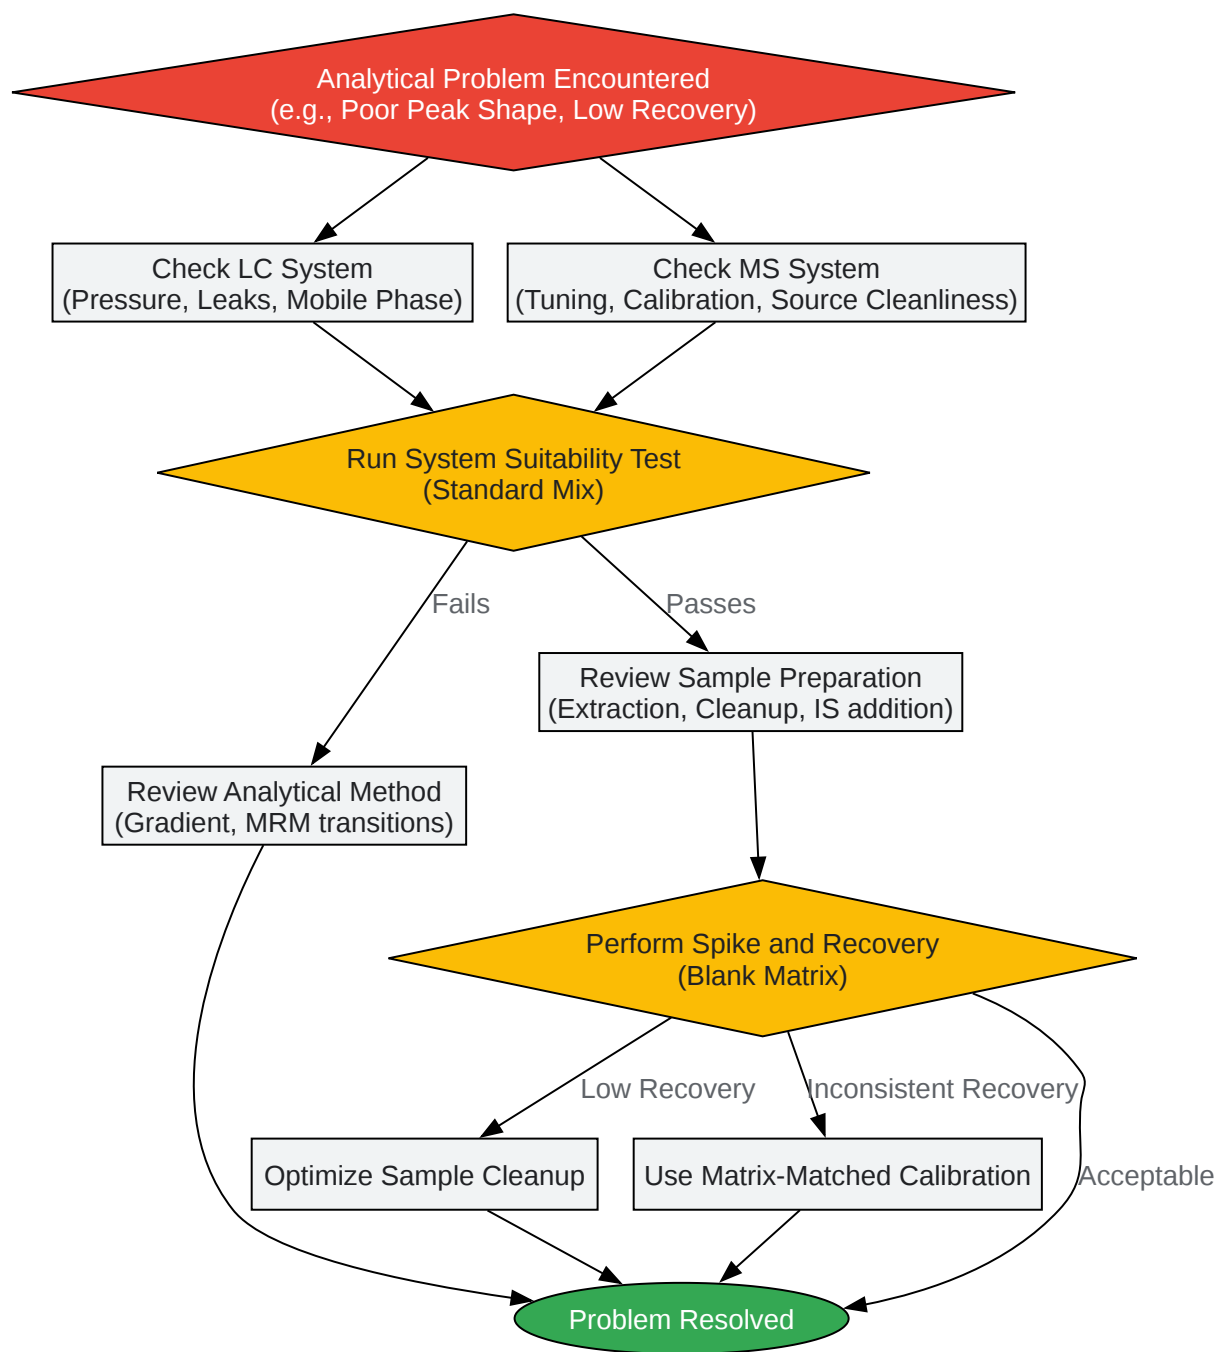 Analytical Problem Encountered
(e.g., Poor Peak Shape, Low Recovery)
Check LC System
(Pressure, Leaks, Mobile Phase)
Check MS System
(Tuning, Calibration, Source Cleanliness)
Run System Suitability Test
(Standard Mix)
Fails
Passes
Review Sample Preparation
(Extraction, Cleanup, IS addition)
Review Analytical Method
(Gradient, MRM transitions)
Perform Spike and Recovery
(Blank Matrix)
Low Recovery
Inconsistent Recovery
Optimize Sample Cleanup
Use Matrix-Matched Calibration
Acceptable
Problem Resolved